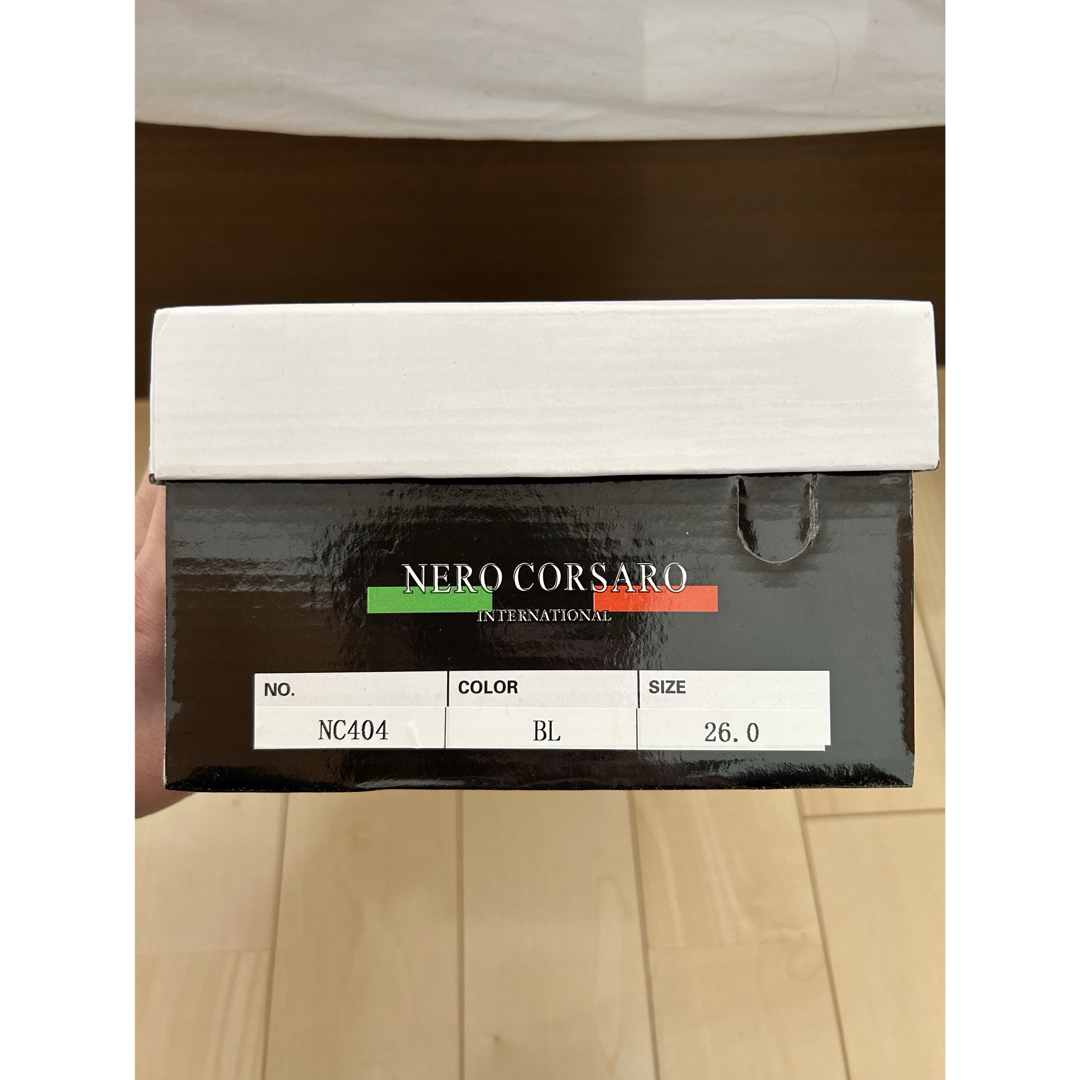 NERO CORSARO
INTERNATIONAL
NO. COLOR SIZE
NC404 BL 26.0